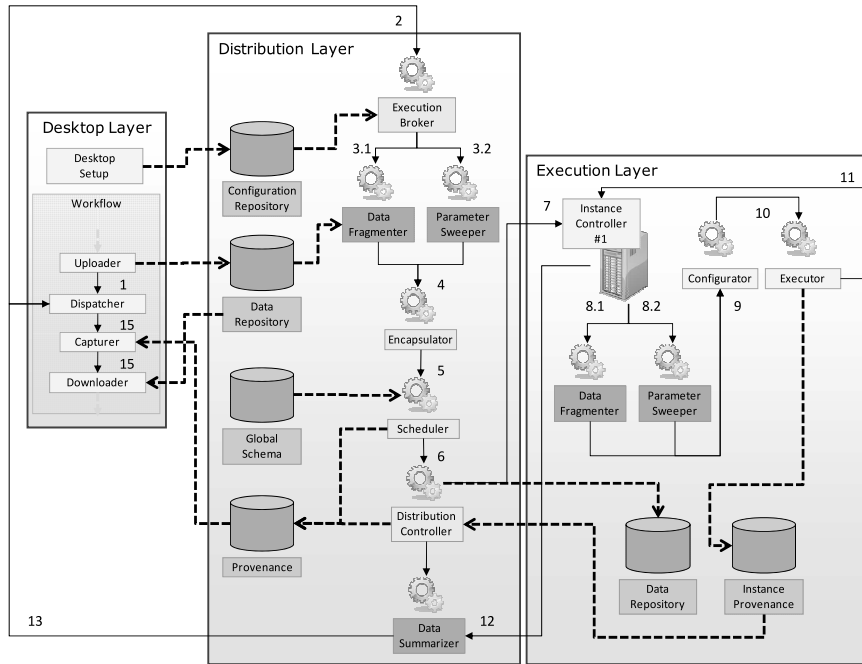 2
Distribution Layer
Execution
Broker
3.1
3.2
Configuration
Repository
Data
Fragmenter
Parameter
Sweeper
Data
Repository
4
Encapsulator
5
Global
Schema
Scheduler
6
Provenance
Distribution
Controller
Data
Summarizer
12
13
Desktop Layer
Desktop
Setup
Workflow
Uploader
1
Dispatcher
15
Capturer
15
Downloader
Execution Layer
11
7
Instance
Controller
#1
10
Configurator
Executor
8.1
8.2
9
Data
Fragmenter
Parameter
Sweeper
Data
Repository
Instance
Provenance